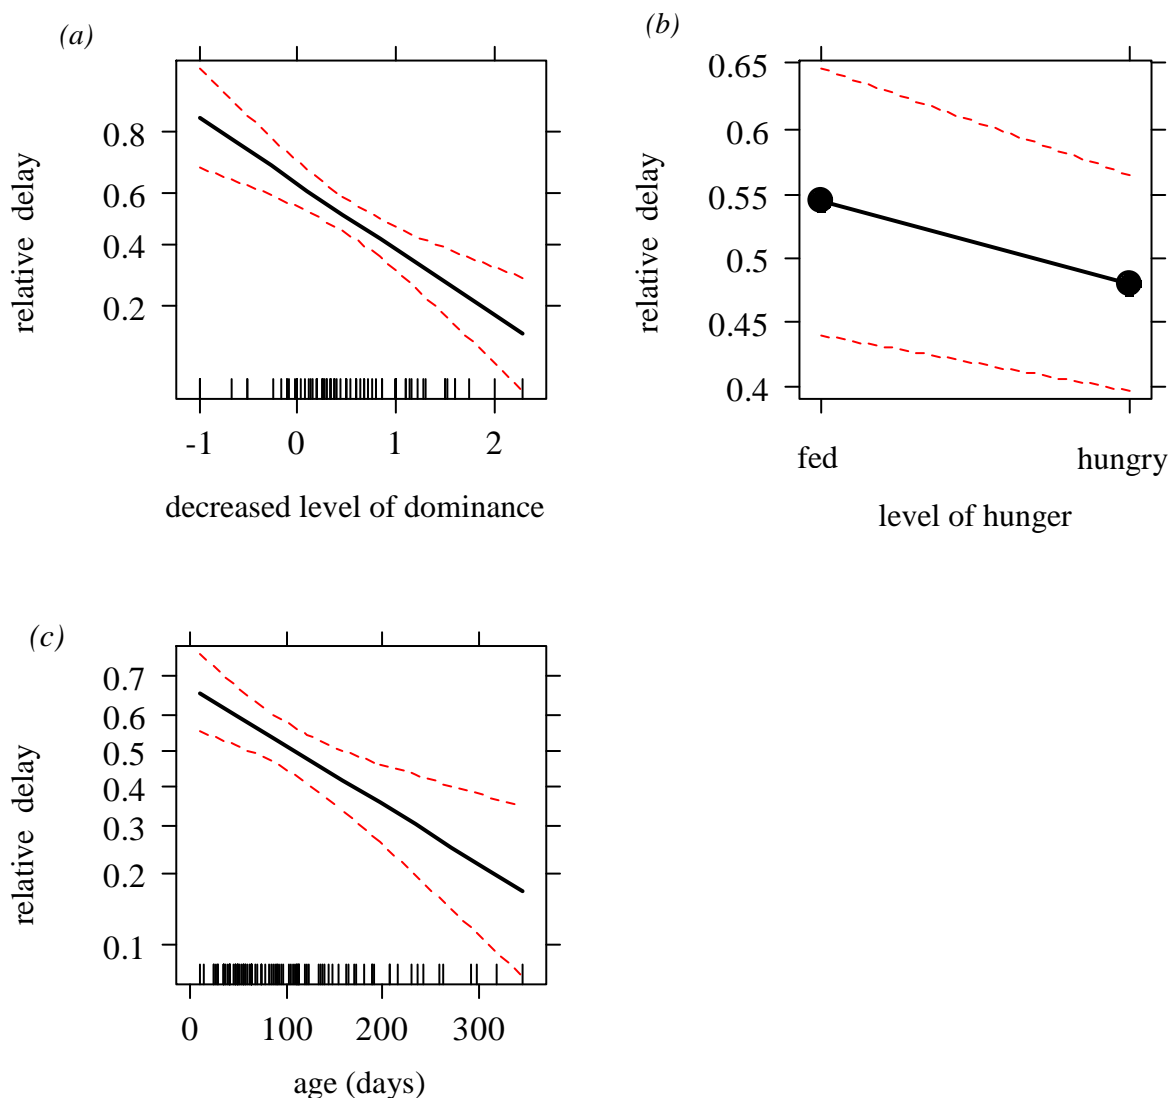 (a)
0.8
0.6
0.4
0.2
relative delay
-1 0 1 2
decreased level of dominance
(b)
0.65
0.6
0.55
0.5
0.45
0.4
relative delay
fed hungry
level of hunger
(c)
0.7
0.6
0.5
0.4
0.3
0.2
0.1
relative delay
0 100 200 300
age (days)